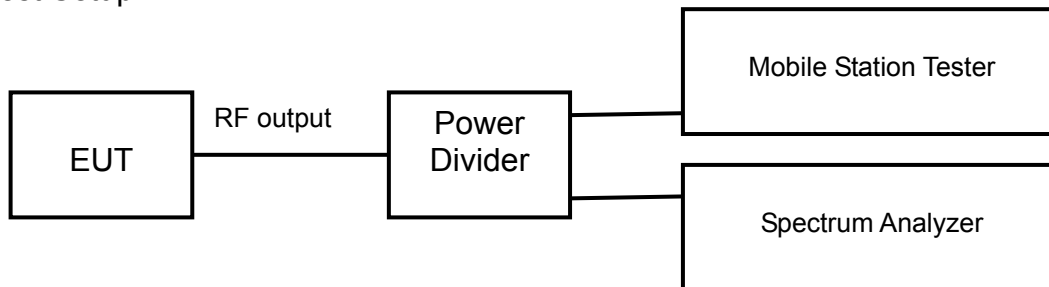 Mobile Station Tester
RF output
EUT
Power
Divider
Spectrum Analyzer